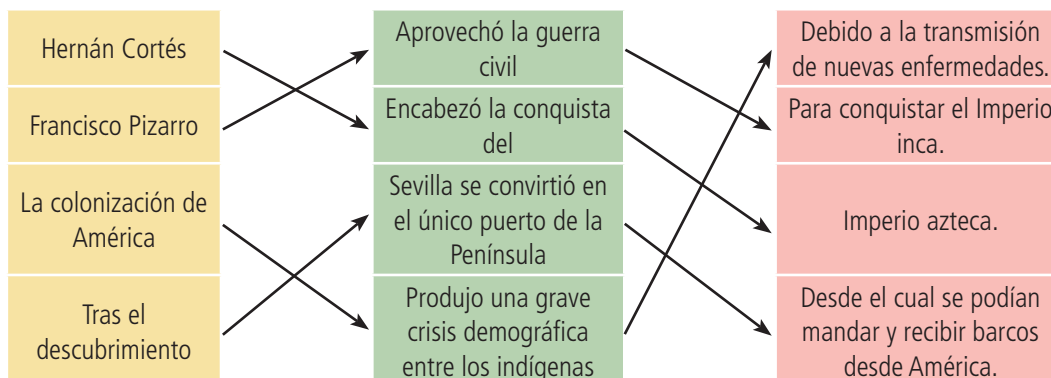 Hernán Cortés
Francisco Pizarro
La colonización de
América
Tras el
descubrimiento
Aprovechó la guerra
civil
Encabezó la conquista
del
Sevilla se convirtió en
el único puerto de la
Península
Produjo una grave
crisis demográfica
entre los indígenas
Debido a la transmisión
de nuevas enfermedades.
Para conquistar el Imperio
inca.
Imperio azteca.
Desde el cual se podían
mandar y recibir barcos
desde América.